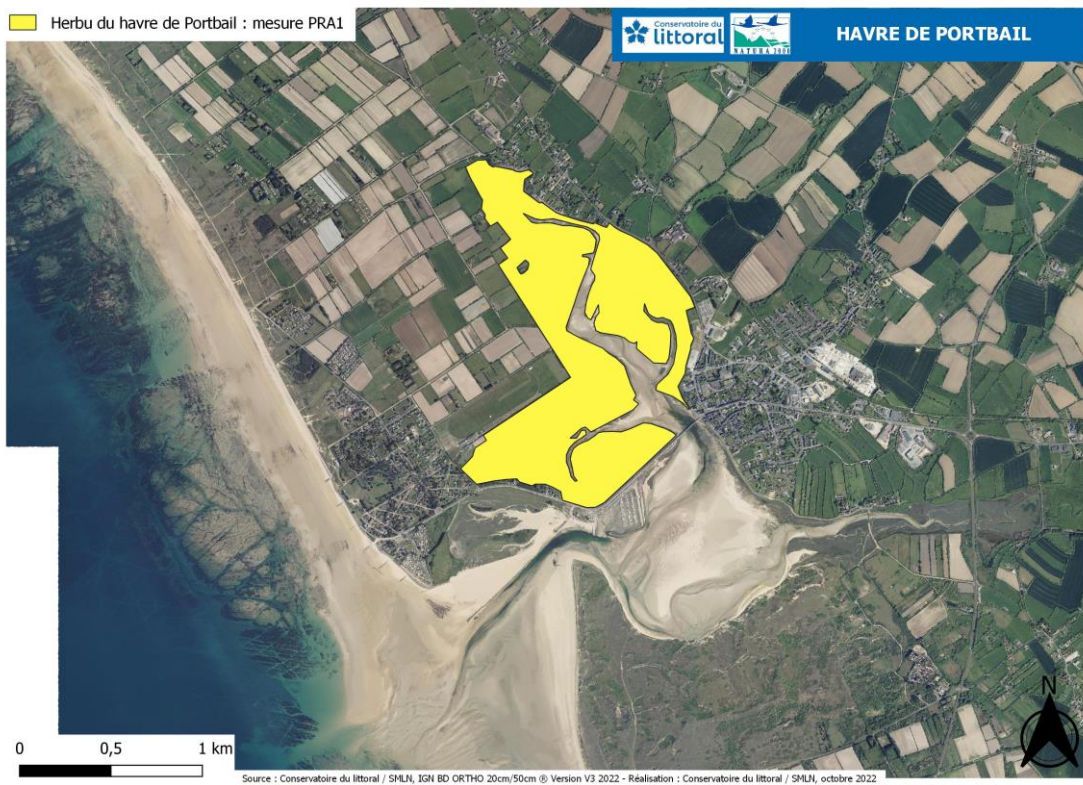 Herbu du havre de Portbail : mesure PRA1
Conservatoire du
littoral
NATURA 2000
HAVRE DE PORTBAIL
N
0 0,5 1 km
Source : Conservatoire du littoral / SMLN, IGN BD ORTHO 20cm/50cm ® Version V3 2022 - Réalisation : Conservatoire du littoral / SMLN, octobre 2022